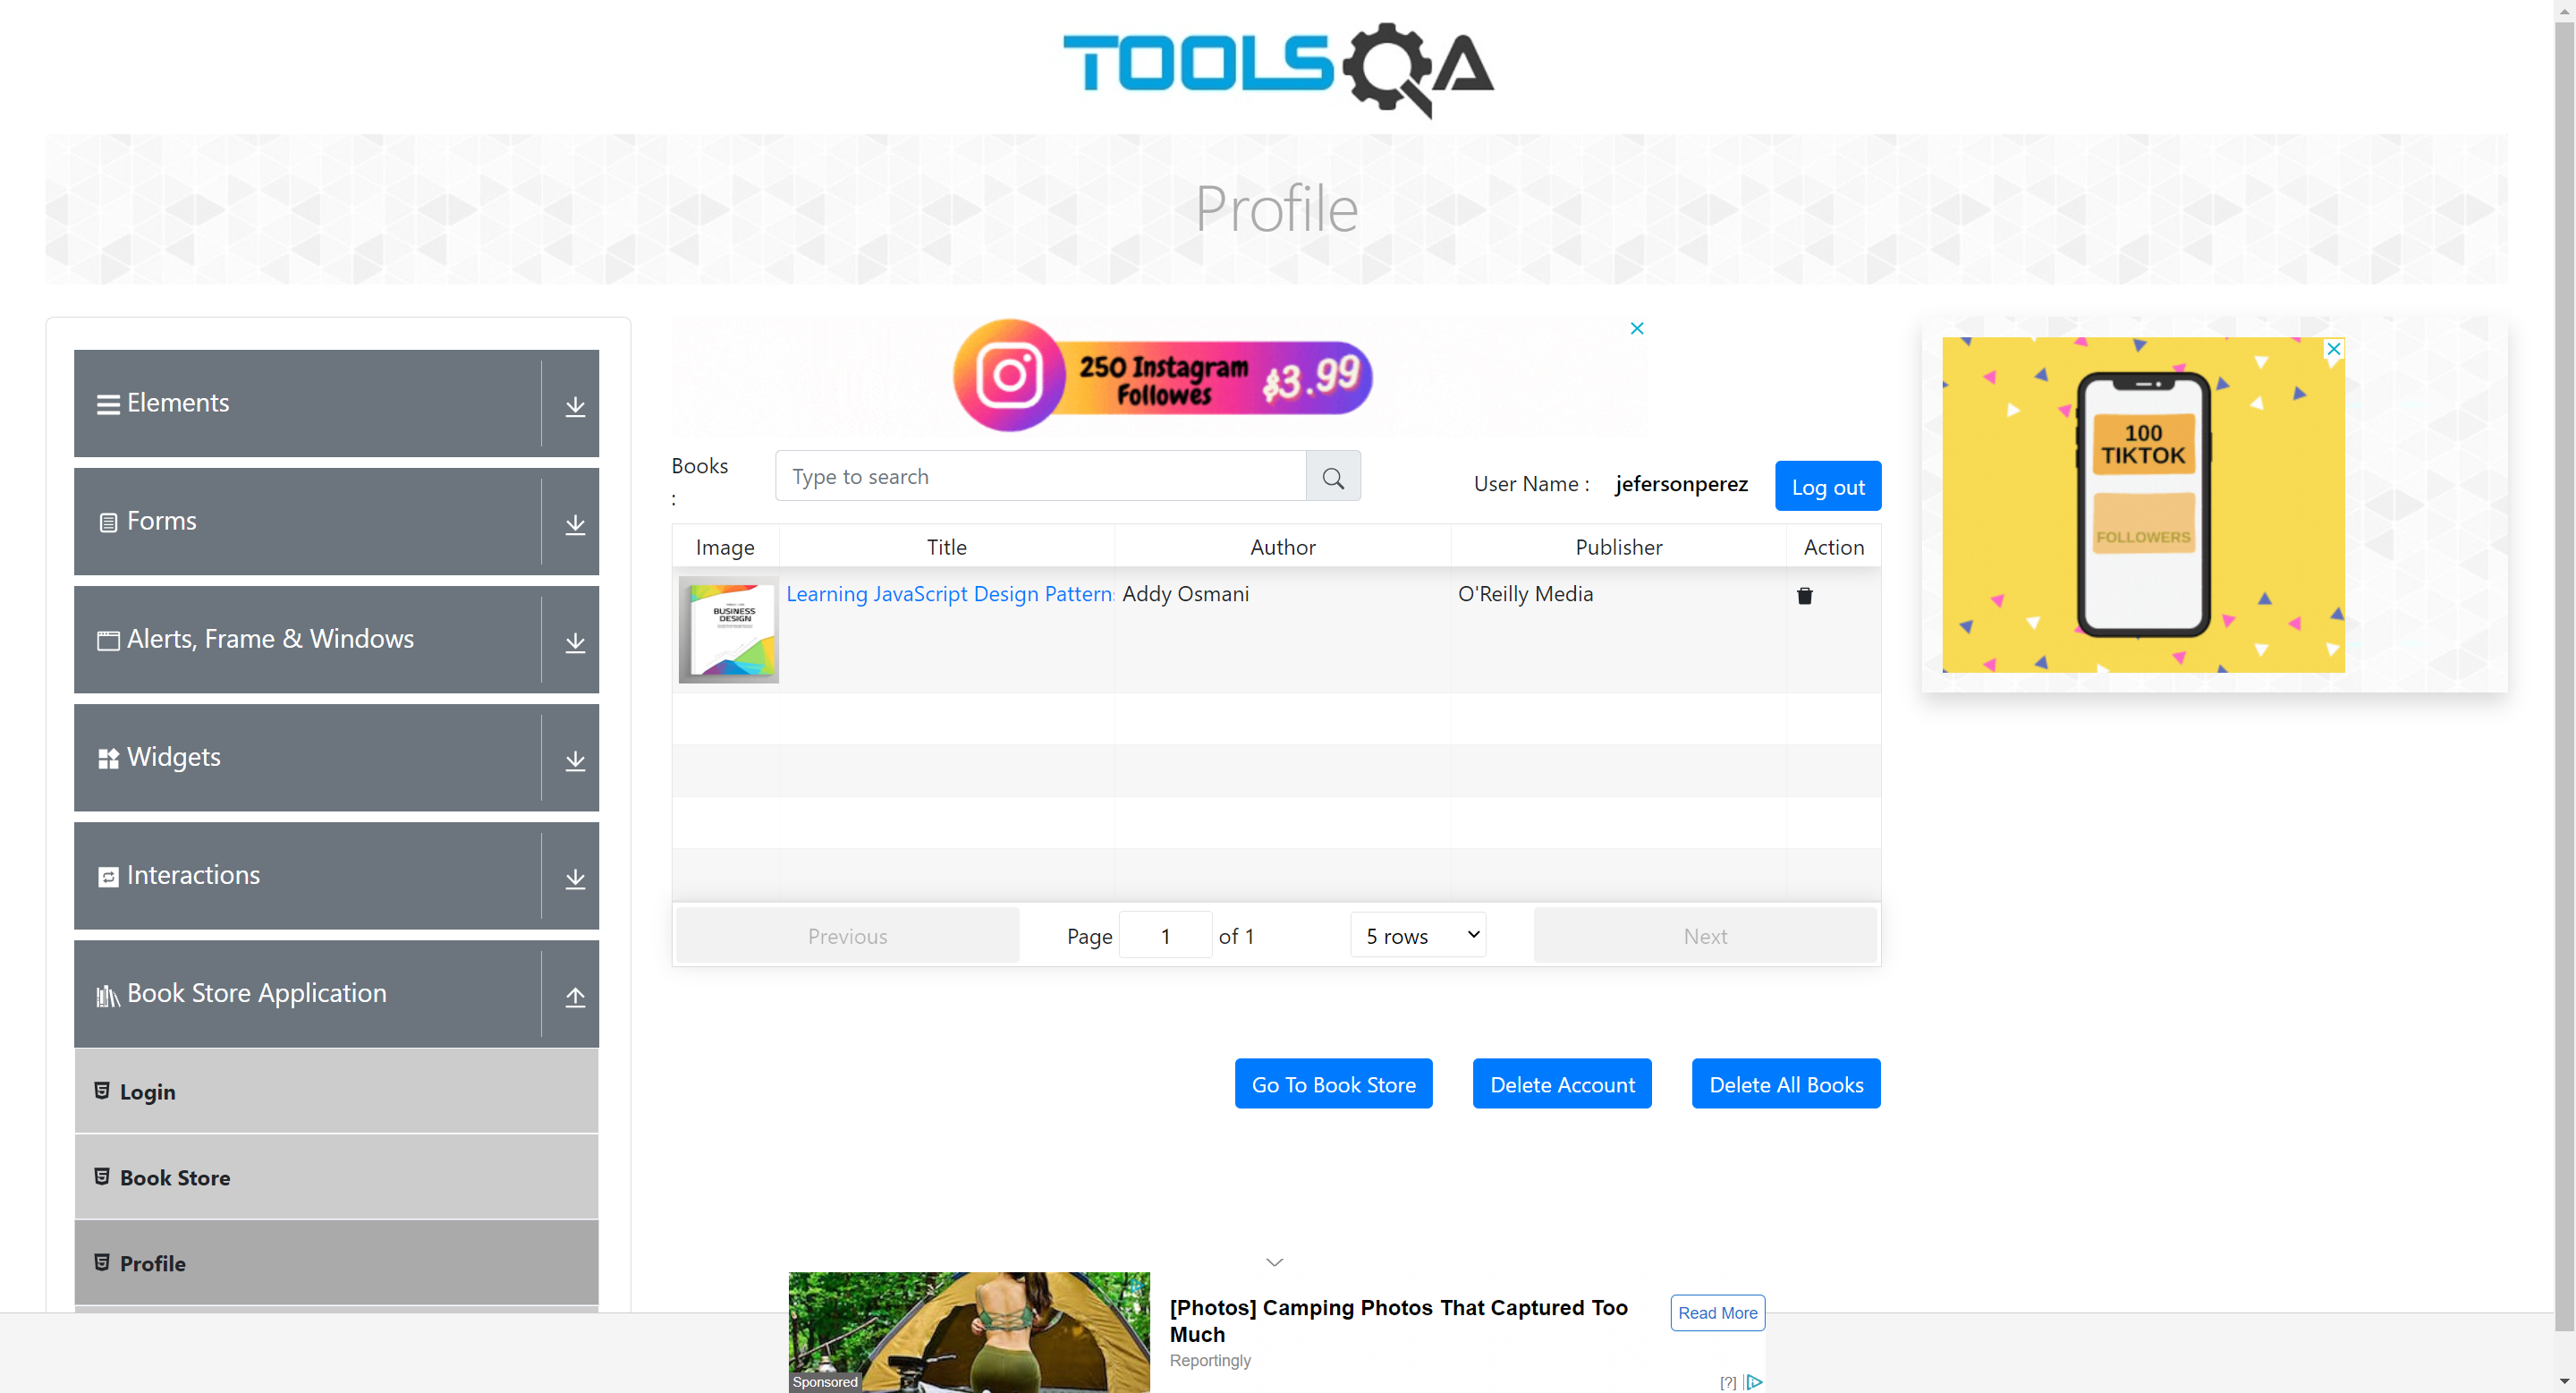 TOOLSQA
Profile
Elements
Forms
Alerts, Frame & Windows
Widgets
Interactions
Book Store Application
Login
Book Store
Profile
250 Instagram
Followes
$3.99
Books
:
Type to search
User Name :
jefersonperez
Log out
Image
Title
Author
Publisher
Action
BUSINESS
DESIGN
Learning JavaScript Design Pattern
Addy Osmani
O'Reilly Media
Previous
Page
1
of 1
5 rows
Next
Go To Book Store
Delete Account
Delete All Books
100
TIKTOK
FOLLOWERS
[Photos] Camping Photos That Captured Too
Much
Reportingly
Read More
Sponsored
[?]